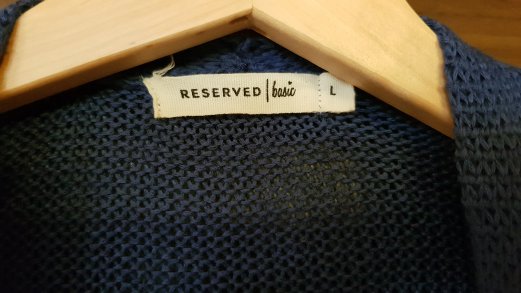 RESERVED | basic L